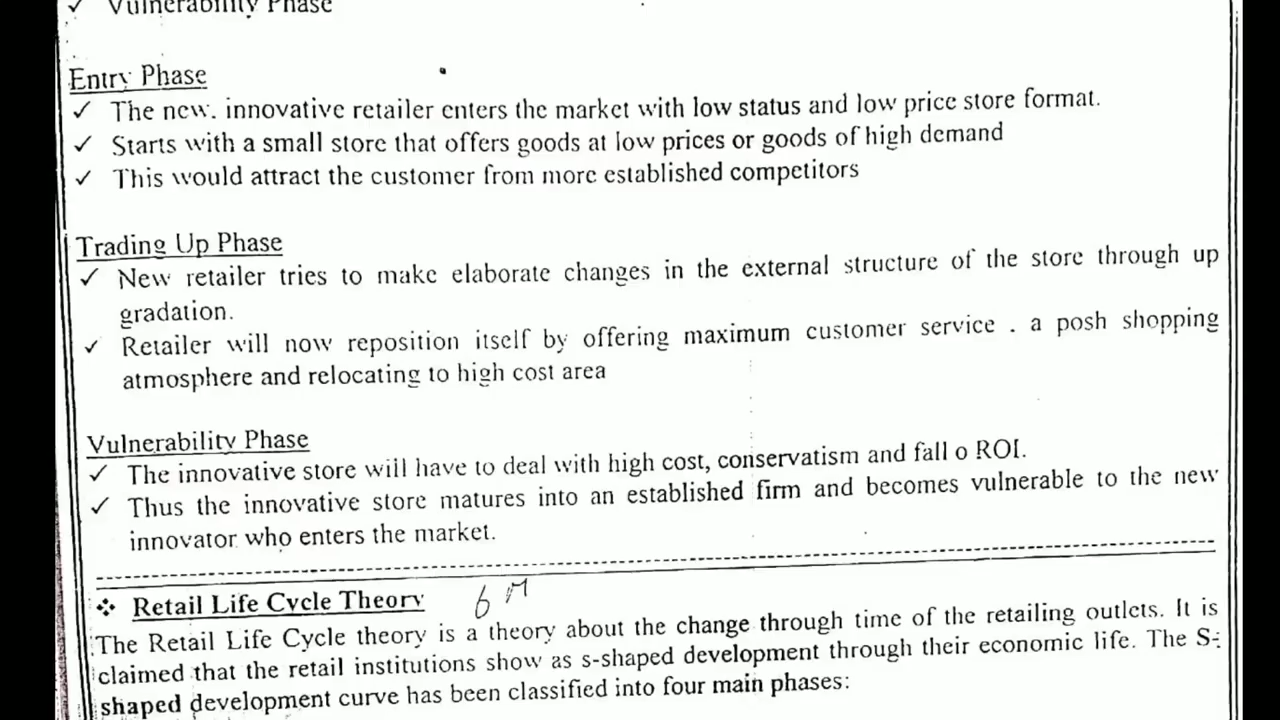 ✓ Vulnerability Phase
Entry Phase
✓ The new. innovative retailer enters the market with low status and low price store format.
✓ Starts with a small store that offers goods at low prices or goods of high demand
✓ This would attract the customer from more established competitors
Trading Up Phase
✓ New retailer tries to make elaborate changes in the external structure of the store through up
gradation.
✓ Retailer will now reposition itself by offering maximum customer service . a posh shopping
atmosphere and relocating to high cost area
Vulnerability Phase
✓ The innovative store will have to deal with high cost, conservatism and fall o ROI.
✓ Thus the innovative store matures into an established firm and becomes vulnerable to the new
innovator who enters the market.
❖ Retail Life Cycle Theory 6 M
The Retail Life Cycle theory is a theory about the change through time of the retailing outlets. It is
claimed that the retail institutions show as s-shaped development through their economic life. The S-
shaped development curve has been classified into four main phases: